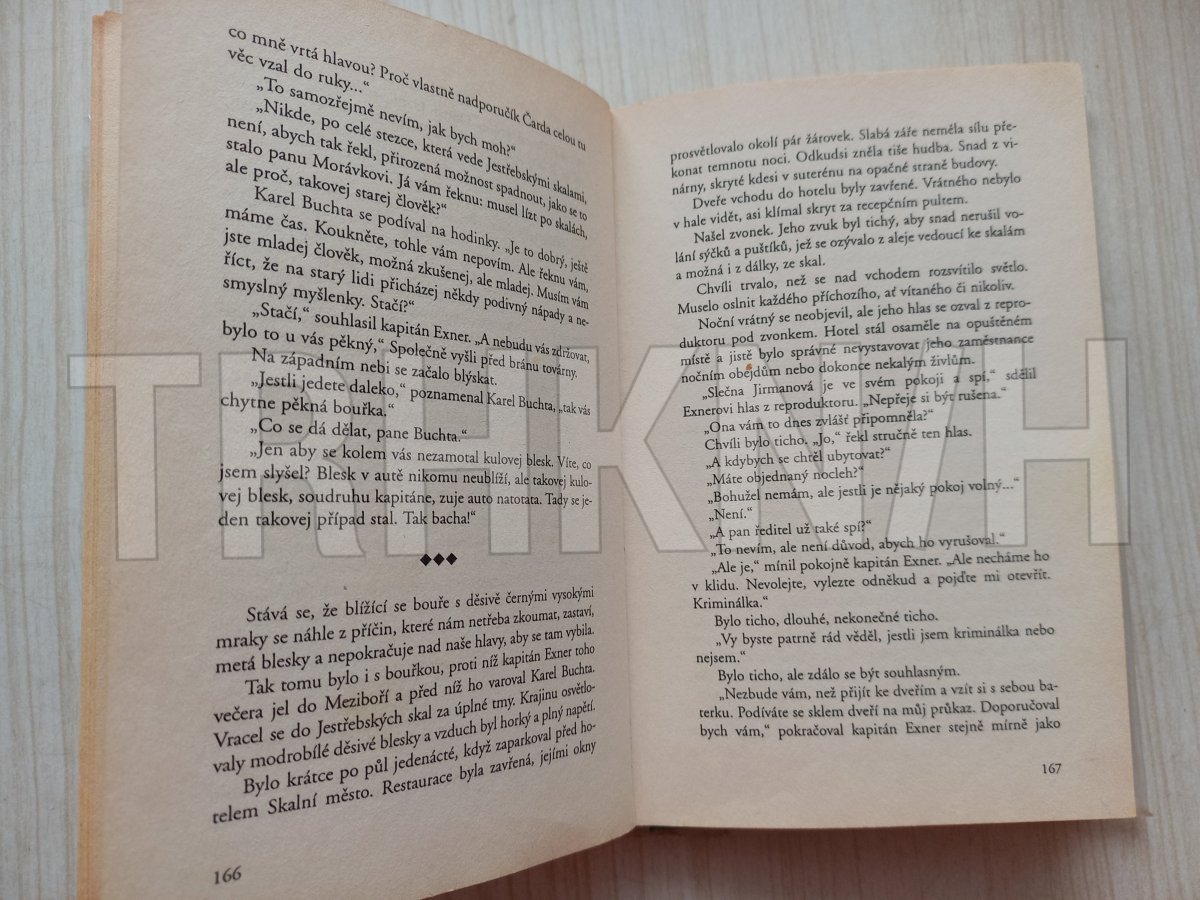 co mně vrtá hlavou? Proč vlastně nadporučík Čarda celou tu
věc vzal do ruky...“
„To samozřejmě nevím, jak bych moh?“
„Nikde, po celé stezce, která vede Jestřebskými skalami,
není, abych tak řekl, přirozená možnost spadnout, jako se to
stalo panu Morávkovi. Já vám řeknu: musel lízt po skalách,
ale proč, takovej starej člověk?“
Karel Buchta se podíval na hodinky. „Je to dobrý, ještě
máme čas. Koukněte, tohle vám nepovím. Ale řeknu vám,
jste mladej člověk, možná zkušenej, ale mladej. Musím vám
říct, že na starý lidi přicházej někdy podivný nápady a ne-
smyslný myšlenky. Stačí?“
„Stačí,“ souhlasil kapitán Exner. „A nebudu vás zdržovat,
bylo to u vás pěkný,“ Společně vyšli před bránu továrny.
Na západním nebi se začalo blýskat.
„Jestli jedete daleko,“ poznamenal Karel Buchta, „tak vás
chytne pěkná bouřka.“
„Co se dá dělat, pane Buchta.“
„Jen aby se kolem vás nezamotal kulovej blesk. Víte, co
jsem slyšel? Blesk v autě nikomu neublíží, ale takovej kulo-
vej blesk, soudruhu kapitáne, zuje auto natotata. Tady se je-
den takovej případ stal. Tak bacha!“
◆◆◆
Stává se, že blížící se bouře s děsivě černými vysokými
mraky se náhle z příčin, které nám netřeba zkoumat, zastaví,
metá blesky a nepokračuje nad naše hlavy, aby se tam vybila.
Tak tomu bylo i s bouřkou, proti níž kapitán Exner toho
večera jel do Meziboří a před níž ho varoval Karel Buchta.
Vracel se do Jestřebských skal za úplné tmy. Krajinu osvětlo-
valy modrobílé děsivé blesky a vzduch byl horký a plný napětí.
Bylo krátce po půl jedenácté, když zaparkoval před ho-
telem Skalní město. Restaurace byla zavřená, jejími okny
166
prosvětlovalo okolí pár žárovek. Slabá záře neměla sílu pře-
konat temnotu noci. Odkudsi zněla tiše hudba. Snad z vi-
nárny, skryté kdesi v suterénu na opačné straně budovy.
Dveře vchodu do hotelu byly zavřené. Vrátného nebylo
v hale vidět, asi klímal skryt za recepčním pultem.
Našel zvonek. Jeho zvuk byl tichý, aby snad nerušil vo-
lání sýčků a puštíků, jež se ozývalo z aleje vedoucí ke skalám
a možná i z dálky, ze skal.
Chvíli trvalo, než se nad vchodem rozsvítilo světlo.
Muselo oslnit každého příchozího, ať vítaného či nikoliv.
Noční vrátný se neobjevil, ale jeho hlas se ozval z repro-
duktoru pod zvonkem. Hotel stál osaměle na opuštěném
místě a jistě bylo správné nevystavovat jeho zaměstnance
nočním obejdům nebo dokonce nekalým živlům.
„Slečna Jirmanová je ve svém pokoji a spí,“ sdělil
Exnerovi hlas z reproduktoru. „Nepřeje si být rušena.“
„Ona vám to dnes zvlášť připomněla?“
Chvíli bylo ticho. „Jo,“ řekl stručně ten hlas.
„A kdybych se chtěl ubytovat?“
„Máte objednaný nocleh?“
„Bohužel nemám, ale jestli je nějaký pokoj volný...“
„Není.“
„A pan ředitel už také spí?“
„To nevím, ale není důvod, abych ho vyrušoval.“
„Ale je,“ mínil pokojně kapitán Exner. „Ale necháme ho
v klidu. Nevolejte, vylezte odněkud a pojďte mi otevřít.
Kriminálka.“
Bylo ticho, dlouhé, nekonečné ticho.
„Vy byste patrně rád věděl, jestli jsem kriminálka nebo
nejsem.“
Bylo ticho, ale zdálo se být souhlasným.
„Nezbude vám, než přijít ke dveřím a vzít si s sebou ba-
terku. Podíváte se sklem dveří na můj průkaz. Doporučoval
bych vám,“ pokračoval kapitán Exner stejně mírně jako
167
TRHKNIH